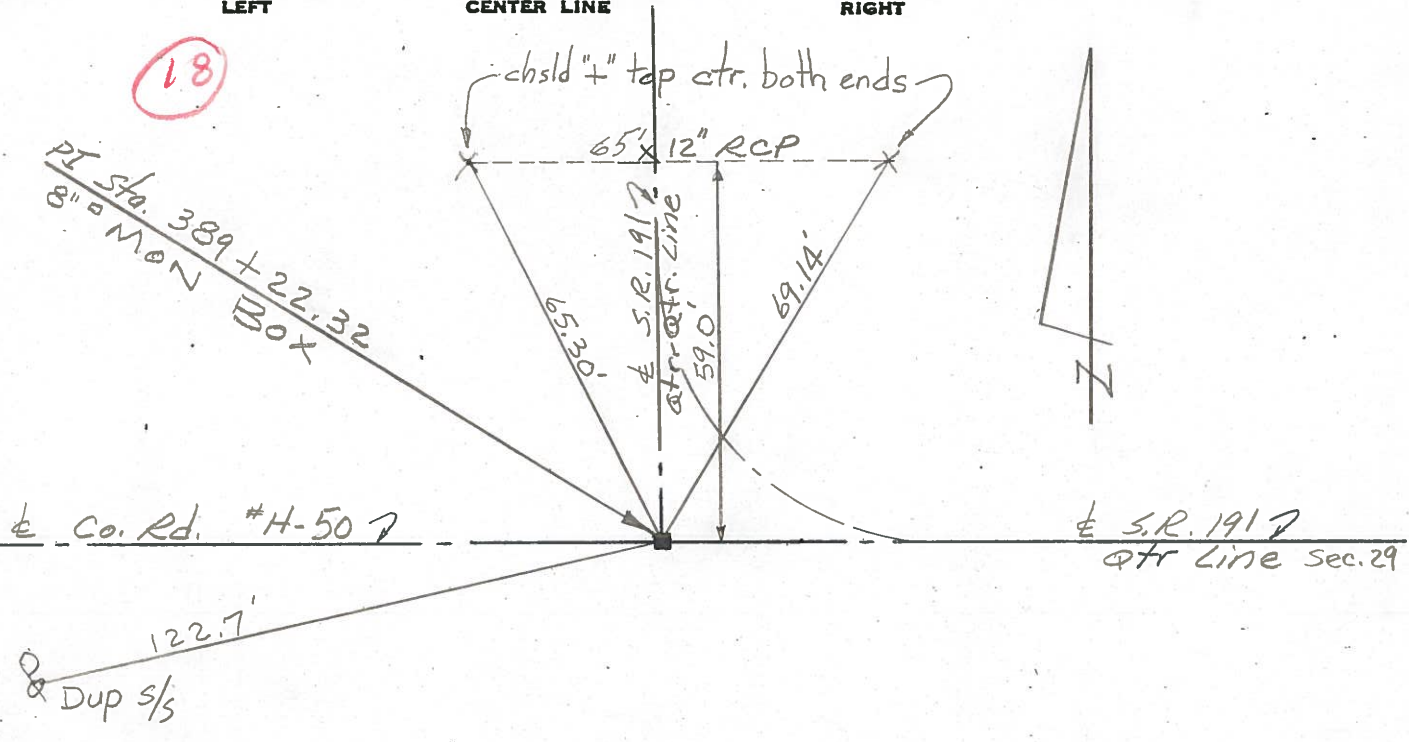 LEFT CENTER LINE RIGHT
18
chsld "+" top ctr. both ends
65' x 12" RCP
PI Sta. 389+22.32
8" MON BOX
65.30
℄ S.R. 191
Qtr-Qtr. Line
59.0'
69.14'
N
℄ Co. Rd. #H-50
℄ S.R. 191
Qtr Line Sec. 29
122.7'
Dup s/s